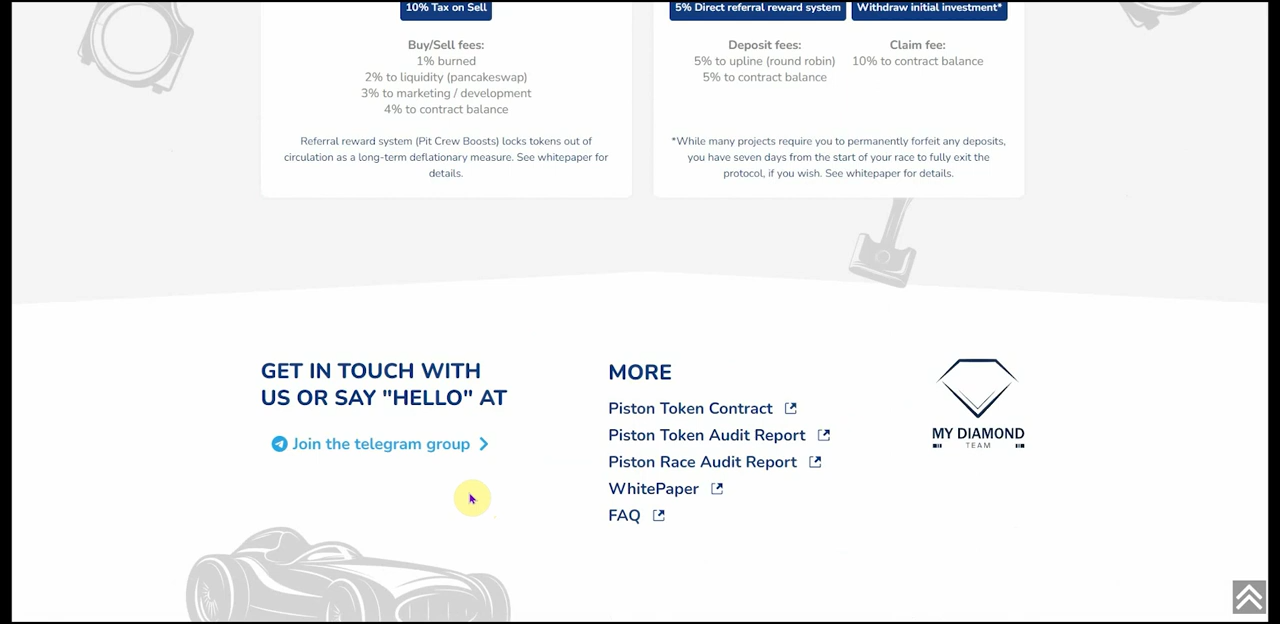 10% Tax on Sell
Buy/Sell fees:
1% burned
2% to liquidity (pancakeswap)
3% to marketing / development
4% to contract balance
Referral reward system (Pit Crew Boosts) locks tokens out of
circulation as a long-term deflationary measure. See whitepaper for
details.
5% Direct referral reward system
Withdraw initial investment*
Deposit fees:
5% to upline (round robin)
5% to contract balance
Claim fee:
10% to contract balance
*While many projects require you to permanently forfeit any deposits,
you have seven days from the start of your race to fully exit the
protocol, if you wish. See whitepaper for details.
GET IN TOUCH WITH
US OR SAY "HELLO" AT
Join the telegram group
MORE
Piston Token Contract
Piston Token Audit Report
Piston Race Audit Report
WhitePaper
FAQ
MY DIAMOND
TEAM